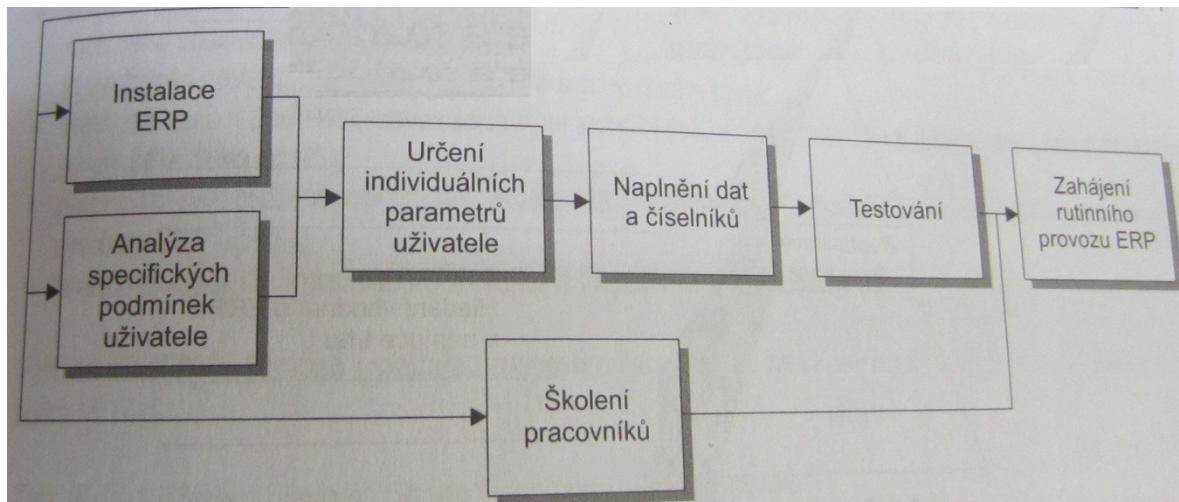 Instalace
ERP
Analýza
specifických
podmínek
uživatele
Určení
individuálních
parametrů
uživatele
Naplnění dat
a číselníků
Testování
Zahájení
rutinního
provozu ERP
Školení
pracovníků